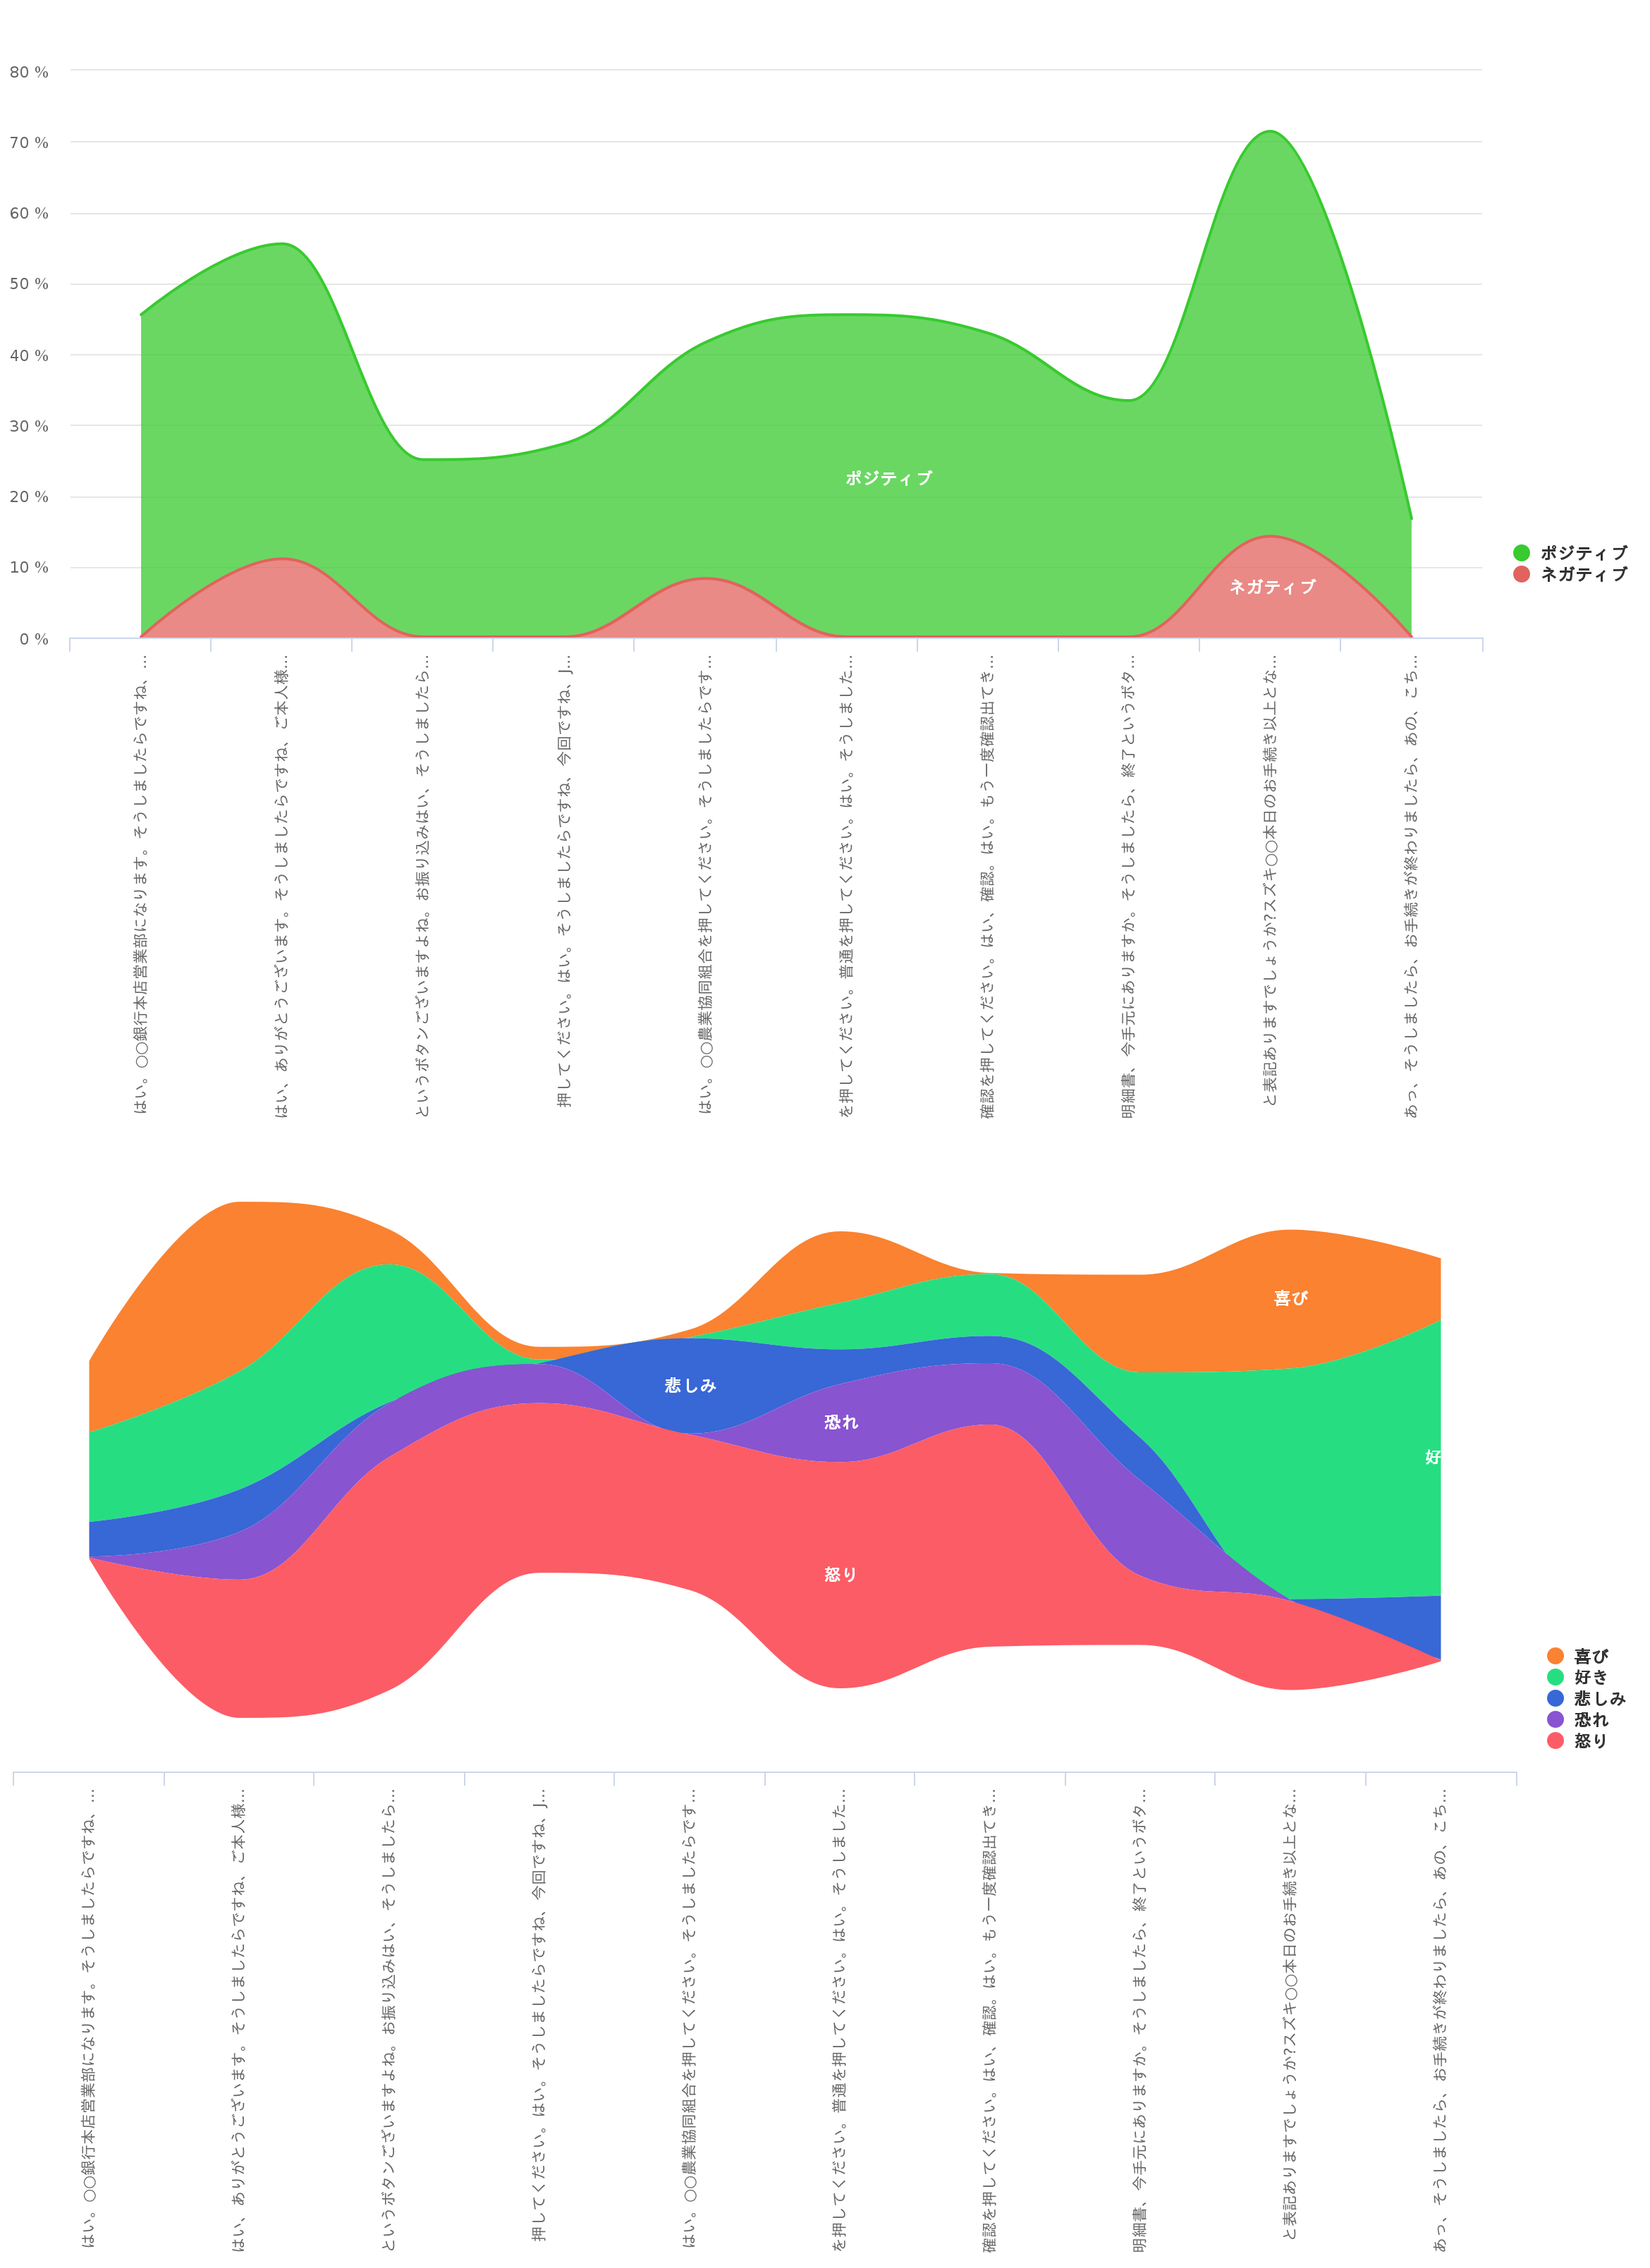 80 %
70 %
60 %
50 %
40 %
30 %
20 %
10 %
0 %
ポジティブ
ネガティブ
ポジティブ
ネガティブ
はい。〇〇銀行本店営業部になります。そうしましたらですね、…
はい、ありがとうございます。そうしましたらですね、ご本人様…
というボタンございますよね。お振り込みはい、そうしましたら…
押してください。はい。そうしましたらですね、今回ですね、J…
はい。〇〇農業協同組合を押してください。そうしましたらです…
を押してください。普通を押してください。はい。そうしました…
確認を押してください。はい、確認。はい。もう一度確認出てき…
明細書、今手元にありますか。そうしましたら、終了というボタ…
と表記ありますでしょうか?スズキ〇〇本日のお手続き以上とな…
あっ、そうしましたら、お手続きが終わりましたら、あの、こち…
喜び
悲しみ
恐れ
好
怒り
喜び
好き
悲しみ
恐れ
怒り
はい。〇〇銀行本店営業部になります。そうしましたらですね、…
はい、ありがとうございます。そうしましたらですね、ご本人様…
というボタンございますよね。お振り込みはい、そうしましたら…
押してください。はい。そうしましたらですね、今回ですね、J…
はい。〇〇農業協同組合を押してください。そうしましたらです…
を押してください。普通を押してください。はい。そうしました…
確認を押してください。はい、確認。はい。もう一度確認出てき…
明細書、今手元にありますか。そうしましたら、終了というボタ…
と表記ありますでしょうか?スズキ〇〇本日のお手続き以上とな…
あっ、そうしましたら、お手続きが終わりましたら、あの、こち…